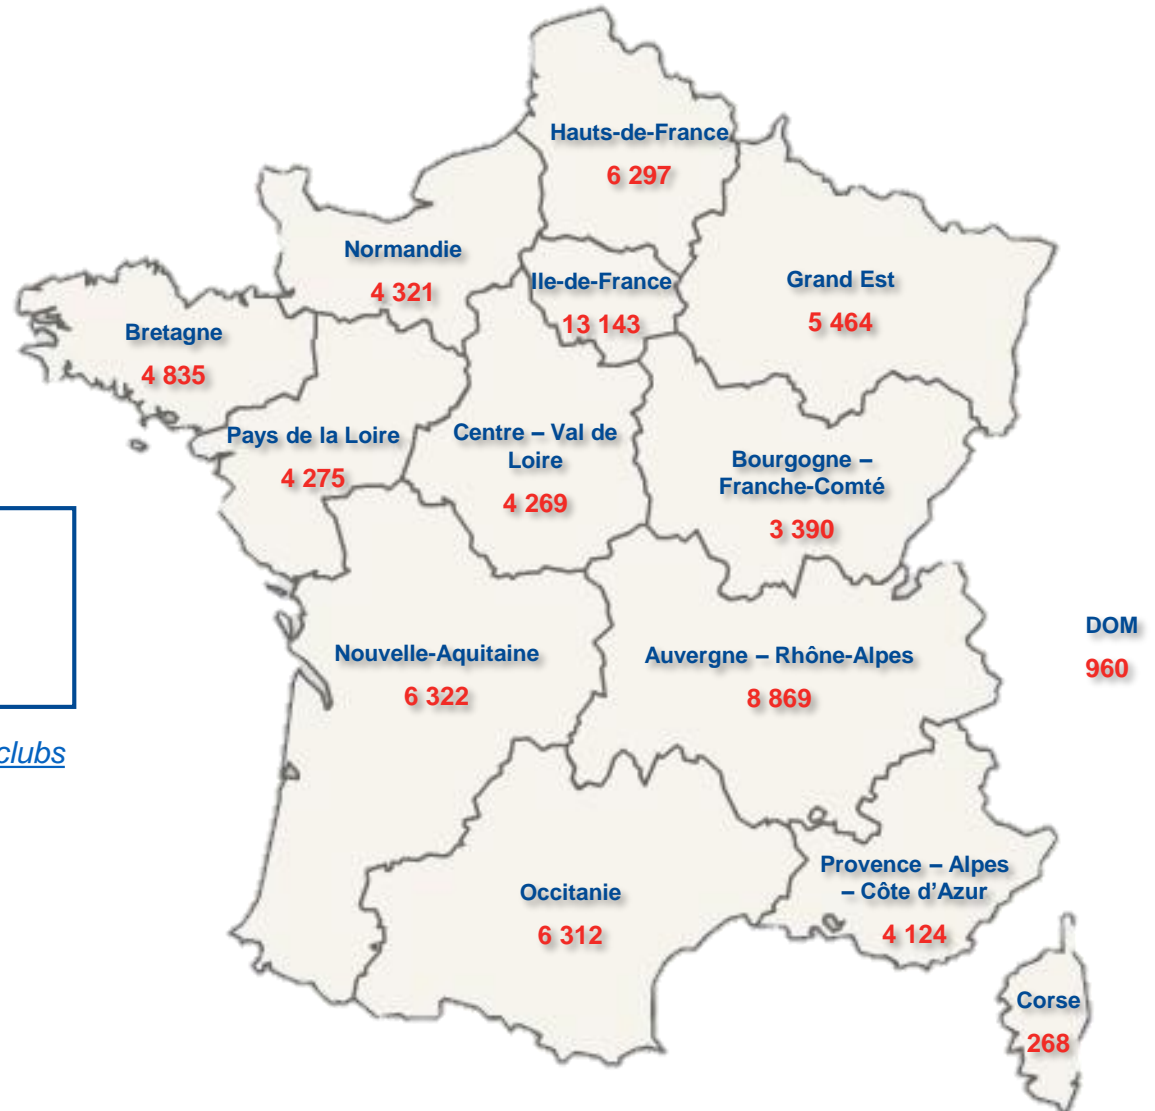 Hauts-de-France
6 297
Normandie
4 321
Ile-de-France
13 143
Grand Est
5 464
Bretagne
4 835
Pays de la Loire
4 275
Centre – Val de
Loire
4 269
Bourgogne –
Franche-Comté
3 390
DOM
960
Nouvelle-Aquitaine
6 322
Auvergne – Rhône-Alpes
8 869
clubs
Occitanie
6 312
Provence – Alpes
– Côte d'Azur
4 124
Corse
268